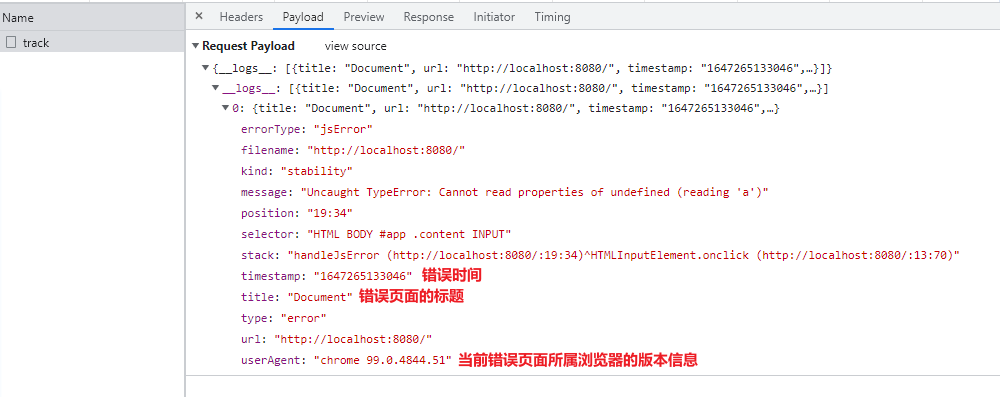 Name
Headers Payload Preview Response Initiator Timing
track
Request Payload view source
{__logs__: [{title: "Document", url: "http://localhost:8080/", timestamp: "1647265133046",…}]}
__logs__: [{title: "Document", url: "http://localhost:8080/", timestamp: "1647265133046",…}]
0: {title: "Document", url: "http://localhost:8080/", timestamp: "1647265133046",…}
errorType: "jsError"
filename: "http://localhost:8080/"
kind: "stability"
message: "Uncaught TypeError: Cannot read properties of undefined (reading 'a')"
position: "19:34"
selector: "HTML BODY #app .content INPUT"
stack: "handleJsError (http://localhost:8080/:19:34)^HTMLInputElement.onclick (http://localhost:8080/:13:70)"
timestamp: "1647265133046" 错误时间
title: "Document" 错误页面的标题
type: "error"
url: "http://localhost:8080/"
userAgent: "chrome 99.0.4844.51" 当前错误页面所属浏览器的版本信息